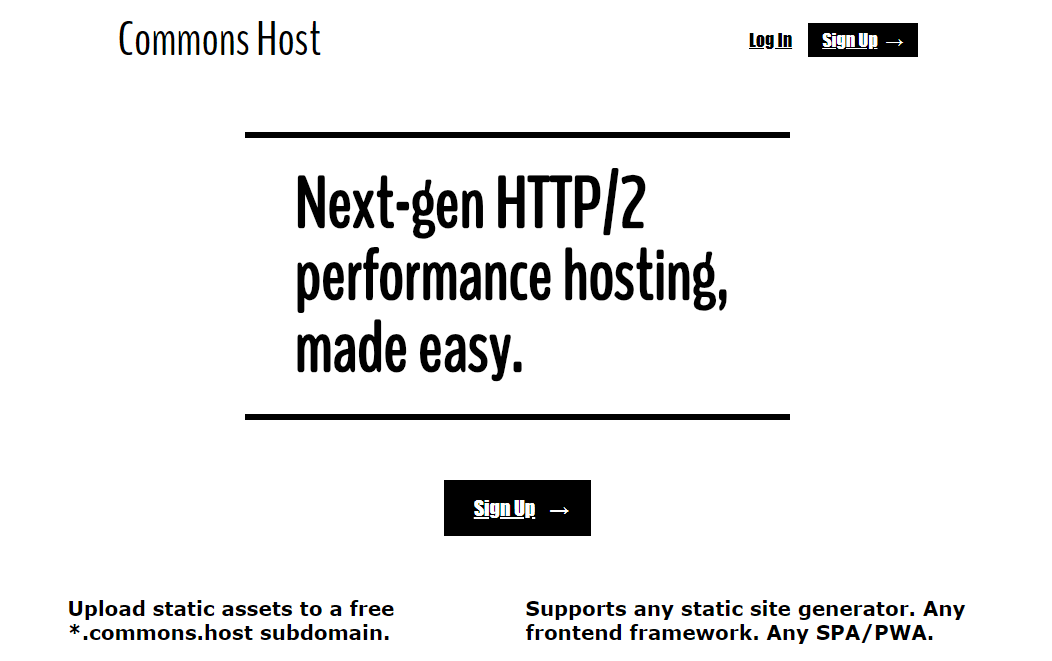 Commons Host
Log In
Sign Up →
Next-gen HTTP/2
performance hosting,
made easy.
Sign Up →
Upload static assets to a free
*.commons.host subdomain.
Supports any static site generator. Any
frontend framework. Any SPA/PWA.